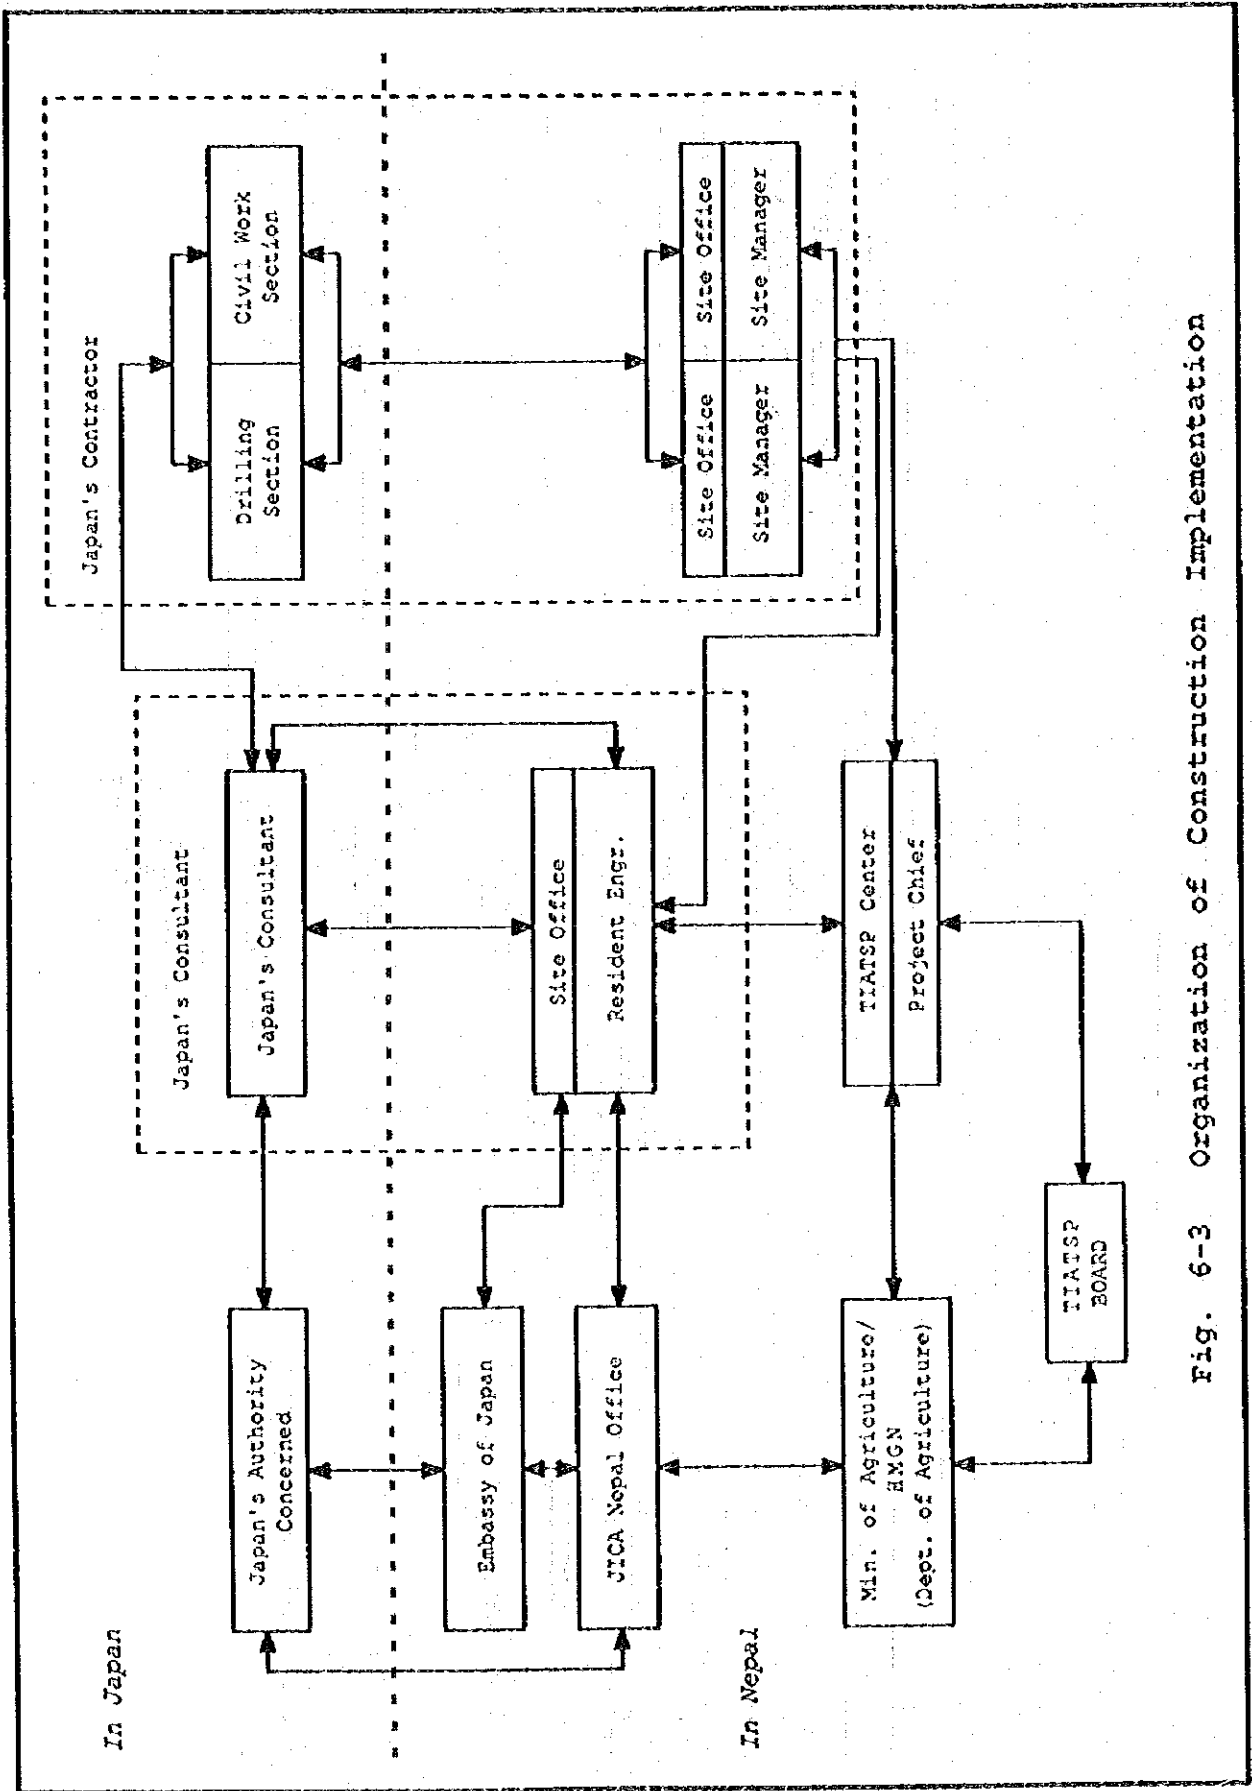 In Japan
Japan's Authority
Concerned
Japan's Consultant
Japan's Consultant
Japan's Contractor
Drilling
Section
Civil Work
Section
Embassy of Japan
JICA Nepal Office
Site Office
Resident Engr.
Site Office
Site Manager
Site Office
Site Manager
In Nepal
Min. of Agriculture/
HMGN
(Dept. of Agriculture)
TIATSP Center
Project Chief
TIATSP
BOARD
Fig. 6-3 Organization of Construction Implementation